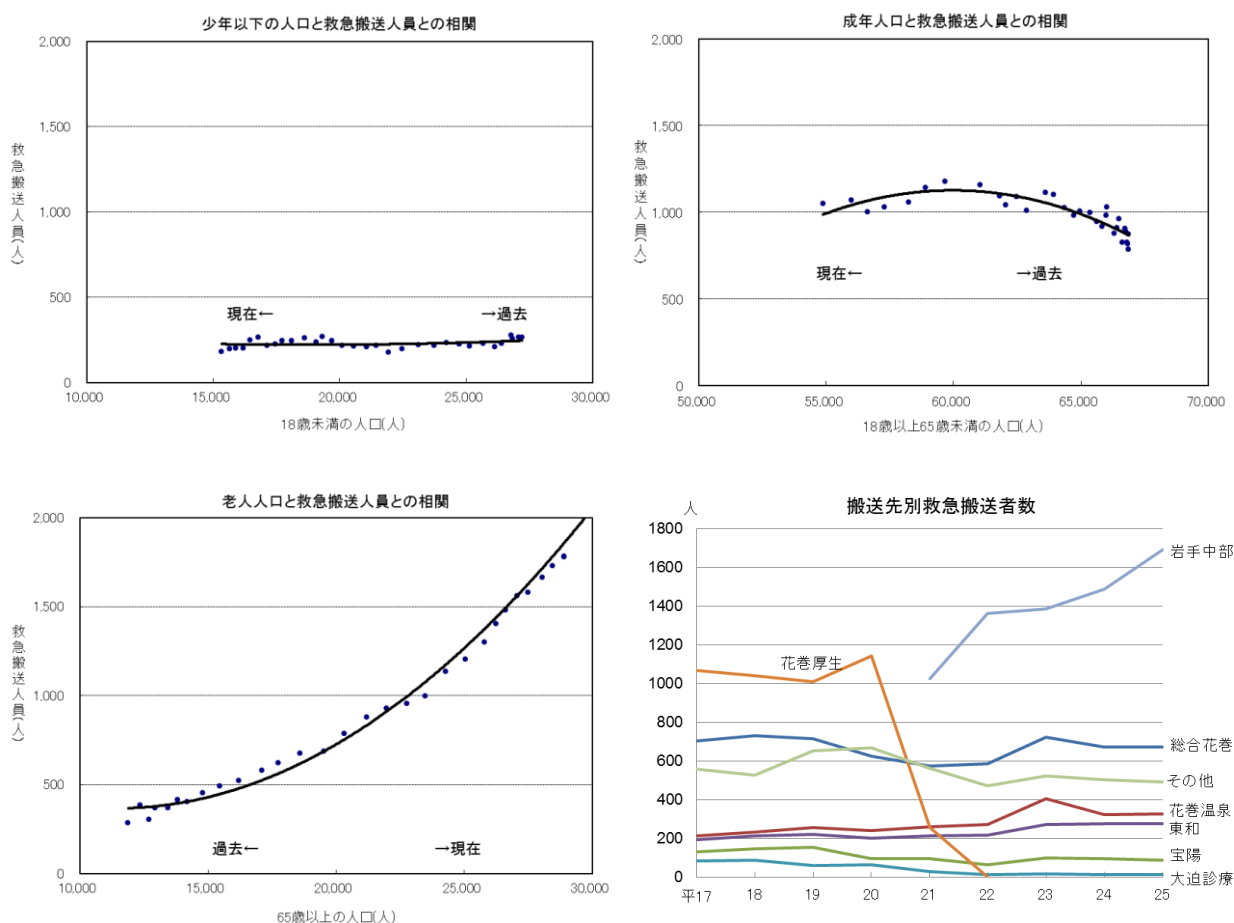 少年以下の人口と救急搬送人員との相関
2,000
1,500
1,000
500
0
救急搬送人員(人)
現在←
→過去
10,000
15,000
20,000
25,000
30,000
18歳未満の人口(人)
成年人口と救急搬送人員との相関
2,000
1,500
1,000
500
0
救急搬送人員(人)
現在←
→過去
50,000
55,000
60,000
65,000
70,000
18歳以上65歳未満の人口(人)
老人人口と救急搬送人員との相関
2,000
1,500
1,000
500
0
救急搬送人員(人)
過去←
→現在
10,000
15,000
20,000
25,000
30,000
65歳以上の人口(人)
搬送先別救急搬送者数
人
1800
1600
1400
1200
1000
800
600
400
200
0
岩手中部
花巻厚生
総合花巻
その他
花巻温泉
東和
宝陽
大迫診療
平17
18
19
20
21
22
23
24
25